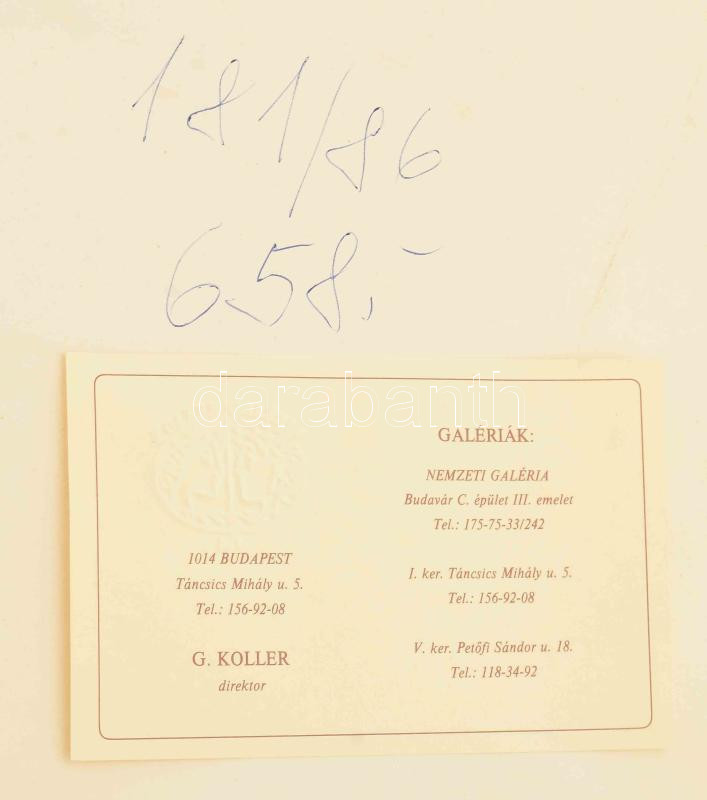 181/86
658,-
darabanth
1014 BUDAPEST
Táncsics Mihály u. 5.
Tel.: 156-92-08
G. KOLLER
direktor
GALÉRIÁK:
NEMZETI GALÉRIA
Budavár C. épület III. emelet
Tel.: 175-75-33/242
I. ker. Táncsics Mihály u. 5.
Tel.: 156-92-08
V. ker. Petőfi Sándor u. 18.
Tel.: 118-34-92